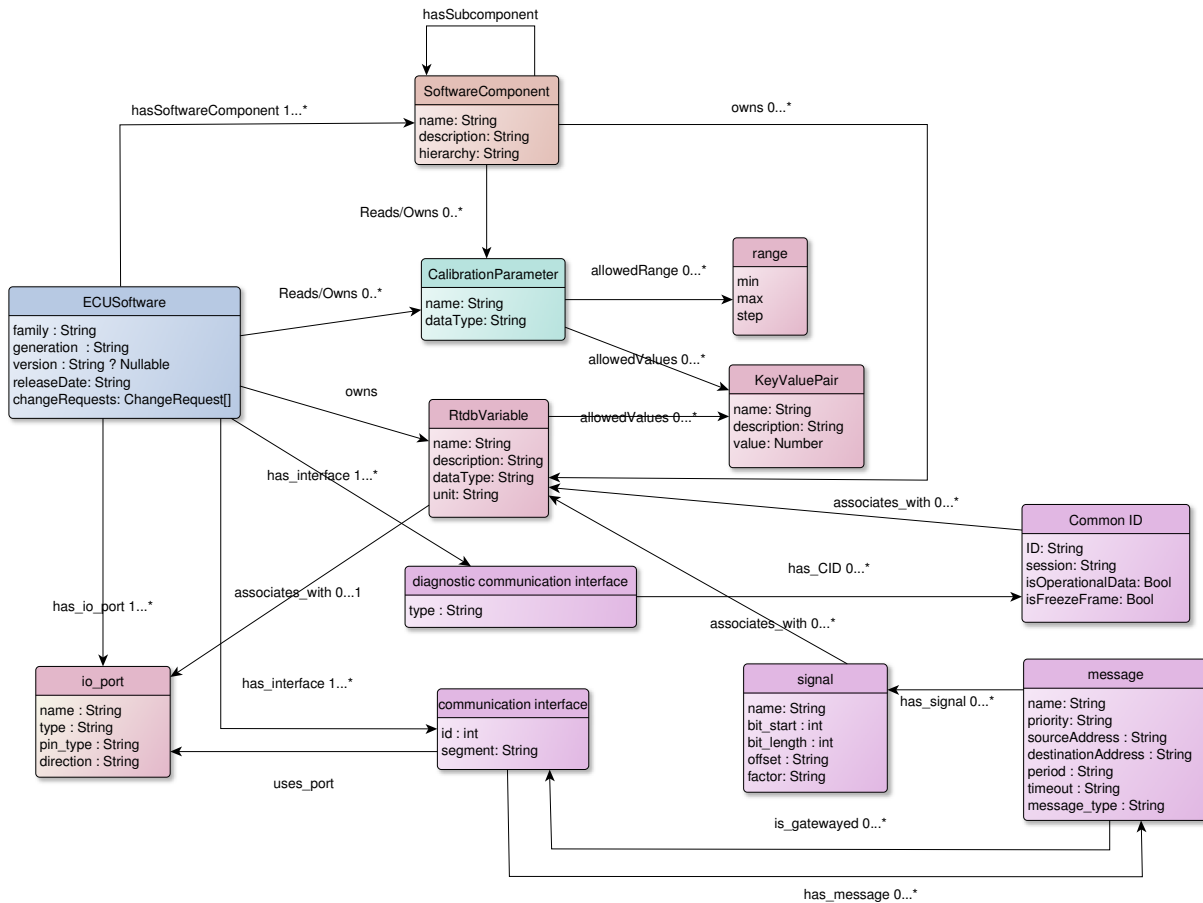 hasSubcomponent
SoftwareComponent
name: String
description: String
hierarchy: String
hasSoftwareComponent 1...*
owns 0...*
Reads/Owns 0..*
range
min
max
step
CalibrationParameter
name: String
dataType: String
allowedRange 0...*
Reads/Owns 0..*
ECUSoftware
family : String
generation : String
version : String ? Nullable
releaseDate: String
changeRequests: ChangeRequest[]
allowedValues 0...*
KeyValuePair
name: String
description: String
value: Number
owns
RtdbVariable
name: String
description: String
dataType: String
unit: String
allowedValues 0...*
has_interface 1...*
associates_with 0...*
Common ID
ID: String
session: String
isOperationalData: Bool
isFreezeFrame: Bool
diagnostic communication interface
type : String
has_CID 0...*
associates_with 0...1
has_io_port 1...*
associates_with 0...*
io_port
name : String
type : String
pin_type : String
direction : String
has_interface 1...*
communication interface
id : int
segment: String
signal
name: String
bit_start : int
bit_length : int
offset : String
factor: String
has_signal 0...*
message
name: String
priority: String
sourceAddress : String
destinationAddress: String
period : String
timeout : String
message_type : String
uses_port
is_gatewayed 0...*
has_message 0...*